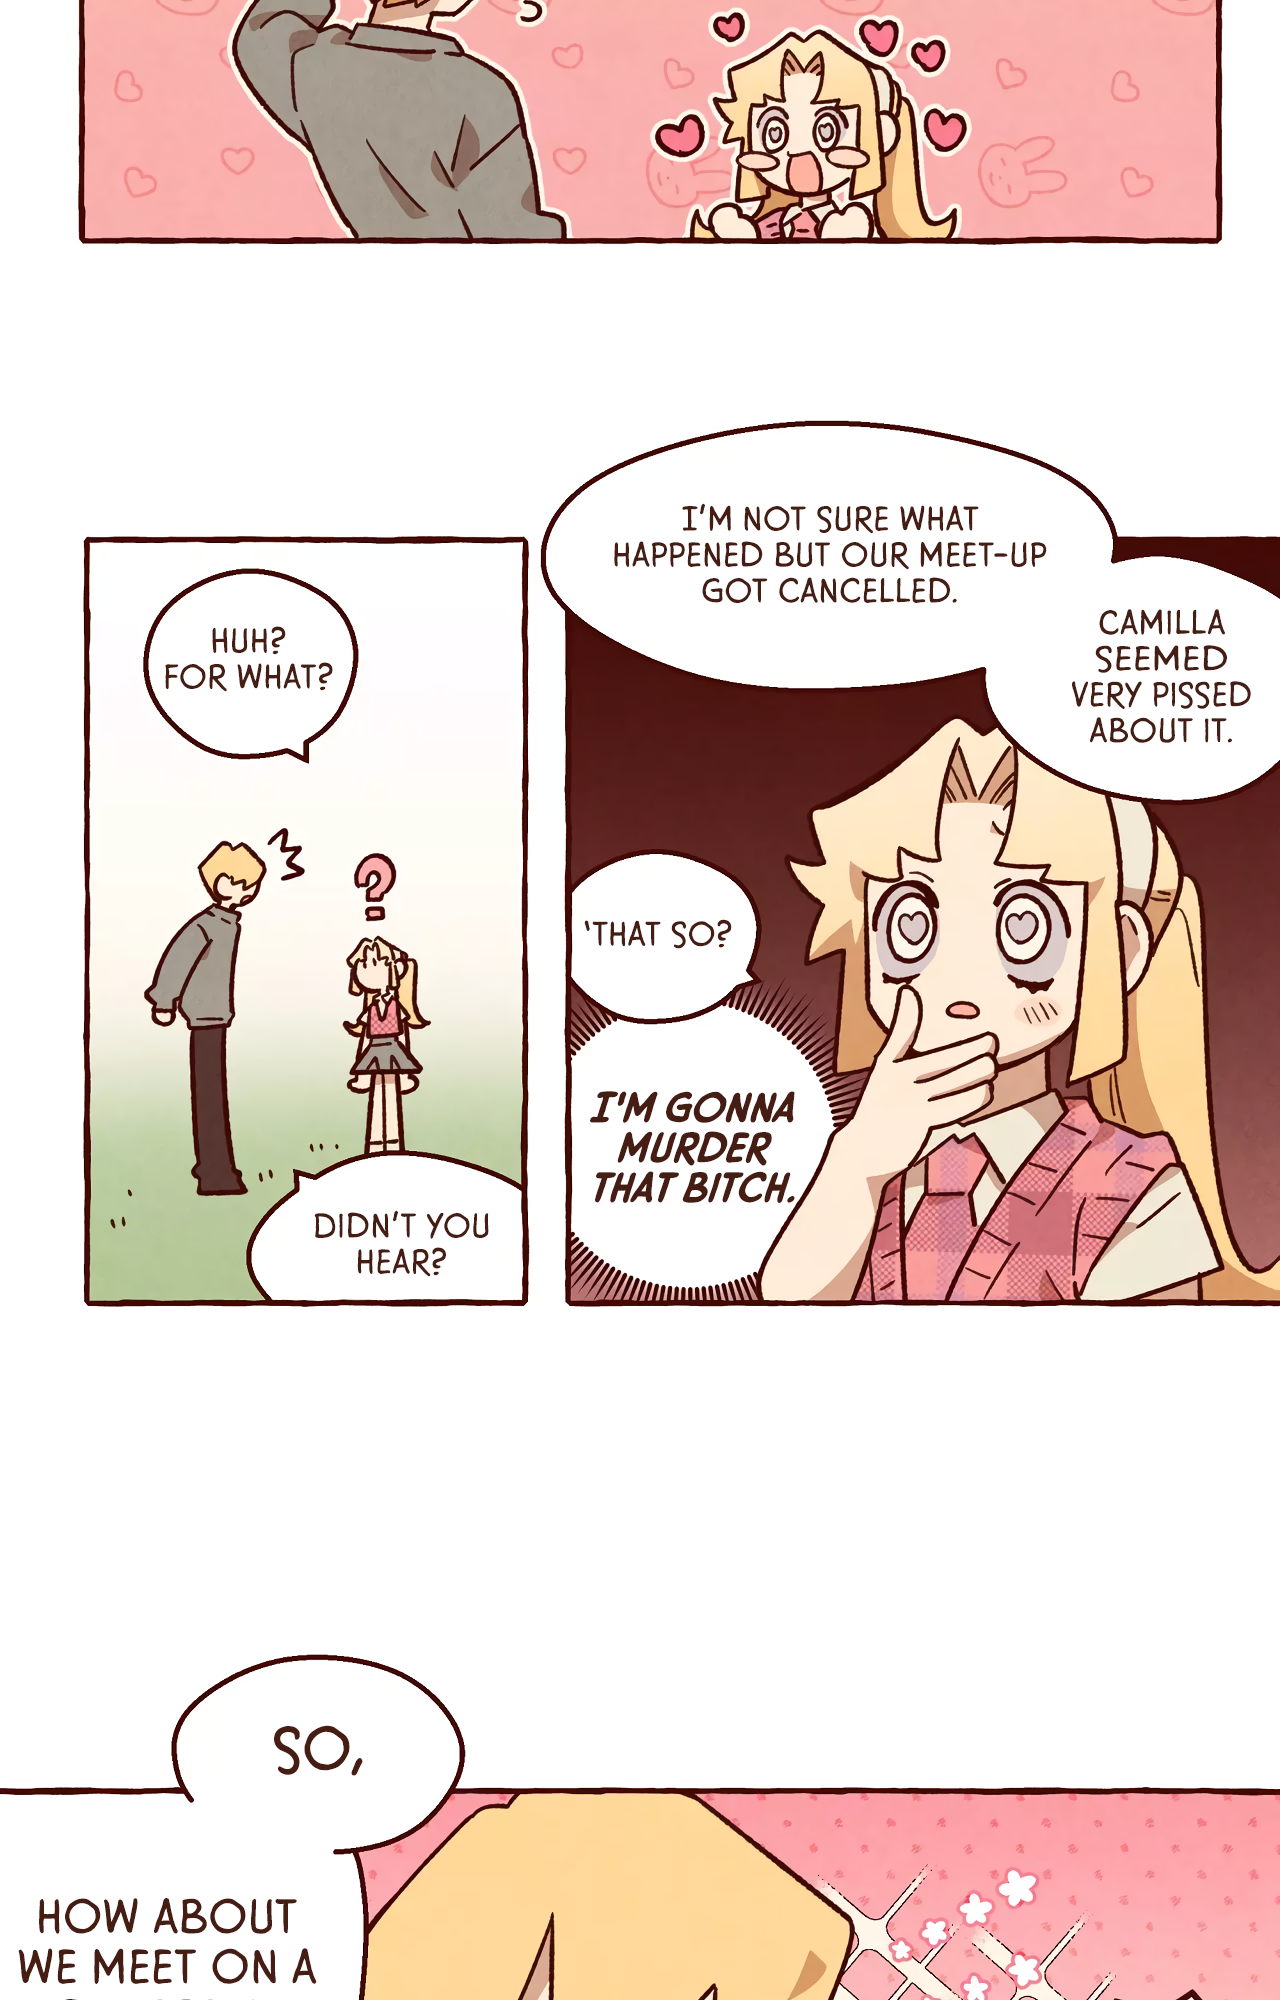 HUH?
FOR WHAT?
DIDN'T YOU
HEAR?
I'M NOT SURE WHAT
HAPPENED BUT OUR MEET-UP
GOT CANCELLED.
CAMILLA
SEEMED
VERY PISSED
ABOUT IT.
'THAT SO?
I'M GONNA
MURDER
THAT BITCH.
SO,
HOW ABOUT
WE MEET ON A